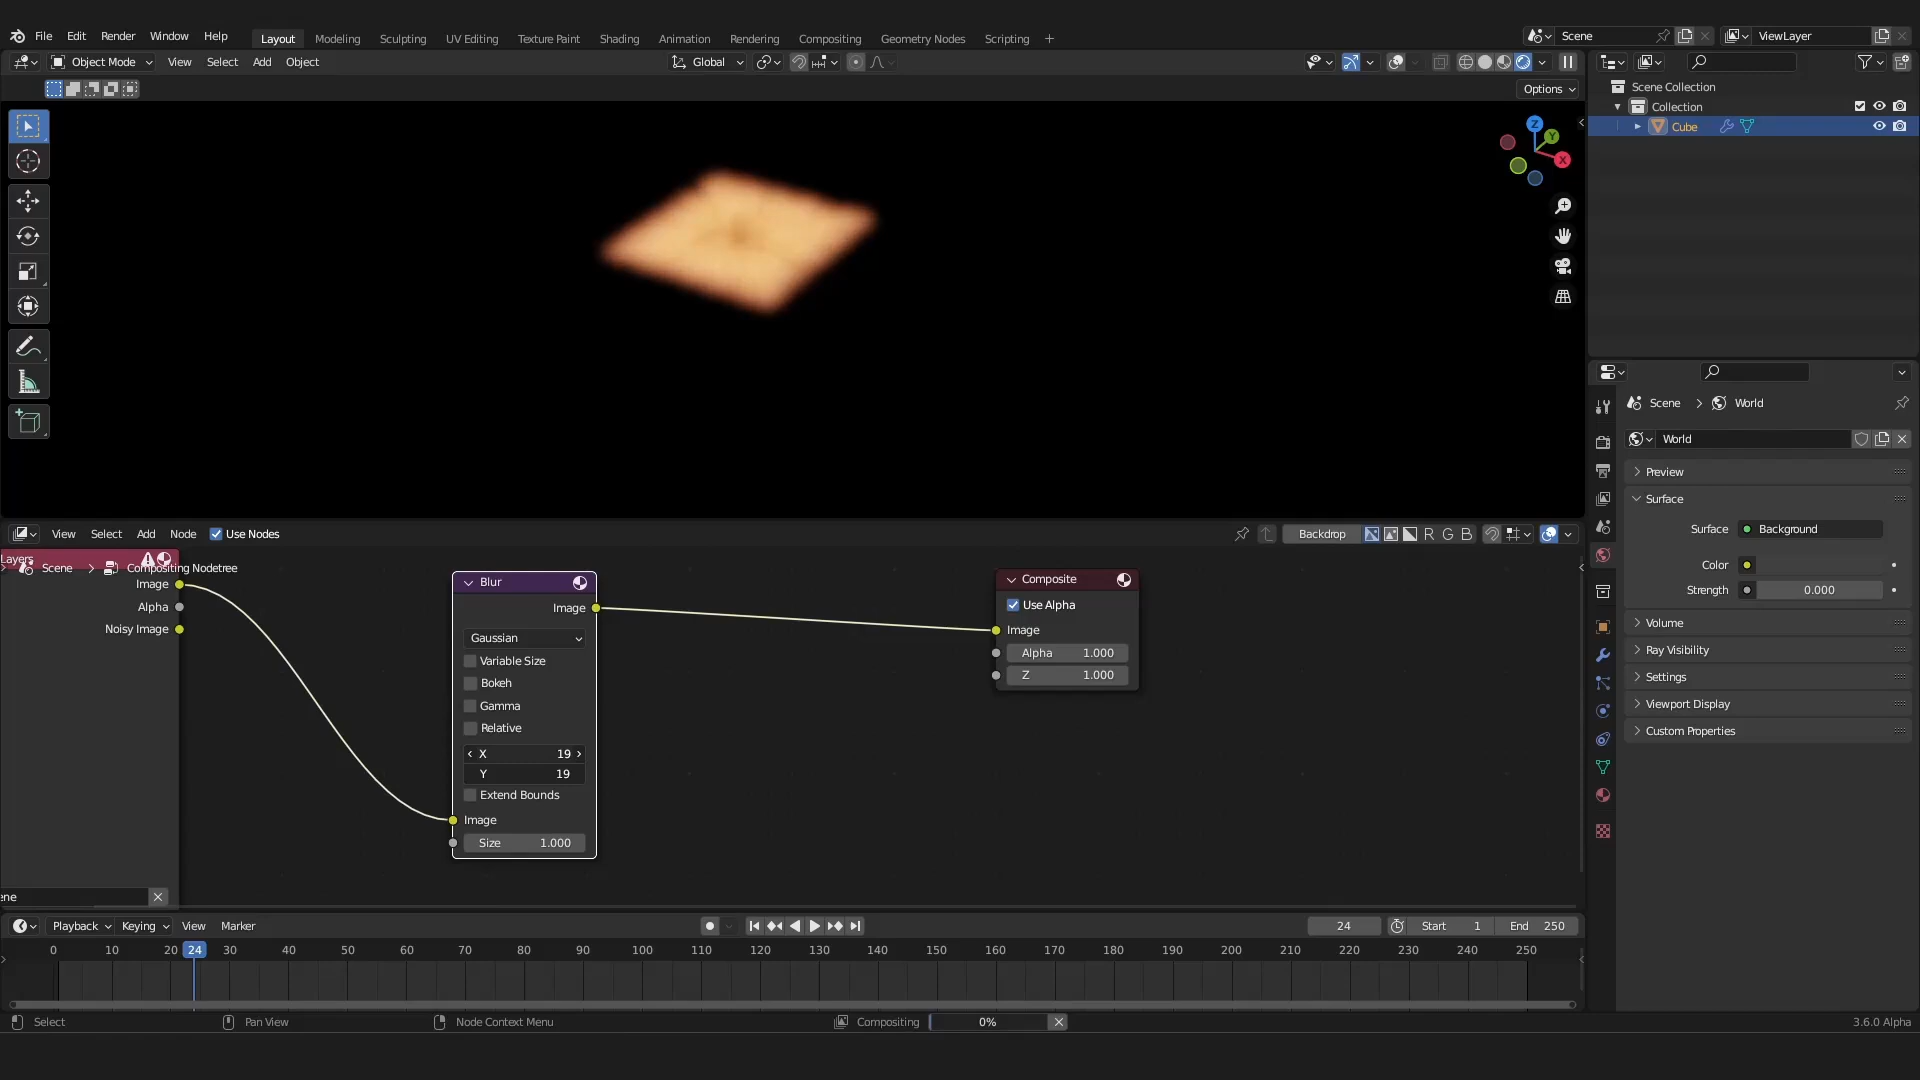 File Edit Render Window Help Layout Modeling Sculpting UV Editing Texture Paint Shading Animation Rendering Compositing Geometry Nodes Scripting + Scene ViewLayer
Object Mode View Select Add Object Global
Options
Z
Y
X
Scene Collection
Collection
Cube
Scene > World
World
Preview
Surface
Surface Background
Color
Strength 0.000
Volume
Ray Visibility
Settings
Viewport Display
Custom Properties
View Select Add Node Use Nodes Backdrop R G B
Layers
Scene > Compositing Nodetree
Image
Alpha
Noisy Image
ene
Blur
Image
Gaussian
Variable Size
Bokeh
Gamma
Relative
X 19
Y 19
Extend Bounds
Image
Size 1.000
Composite
Use Alpha
Image
Alpha 1.000
Z 1.000
Playback Keying View Marker 24 Start 1 End 250
0 10 20 24 30 40 50 60 70 80 90 100 110 120 130 140 150 160 170 180 190 200 210 220 230 240 250
Select Pan View Node Context Menu Compositing 0% 3.6.0 Alpha